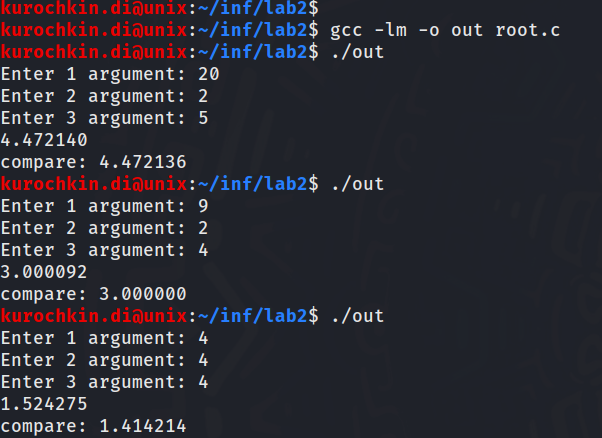 kurochkin.di@unix:~/inf/lab2$
kurochkin.di@unix:~/inf/lab2$ gcc -lm -o out root.c
kurochkin.di@unix:~/inf/lab2$ ./out
Enter 1 argument: 20
Enter 2 argument: 2
Enter 3 argument: 5
4.472140
compare: 4.472136
kurochkin.di@unix:~/inf/lab2$ ./out
Enter 1 argument: 9
Enter 2 argument: 2
Enter 3 argument: 4
3.000092
compare: 3.000000
kurochkin.di@unix:~/inf/lab2$ ./out
Enter 1 argument: 4
Enter 2 argument: 4
Enter 3 argument: 4
1.524275
compare: 1.414214